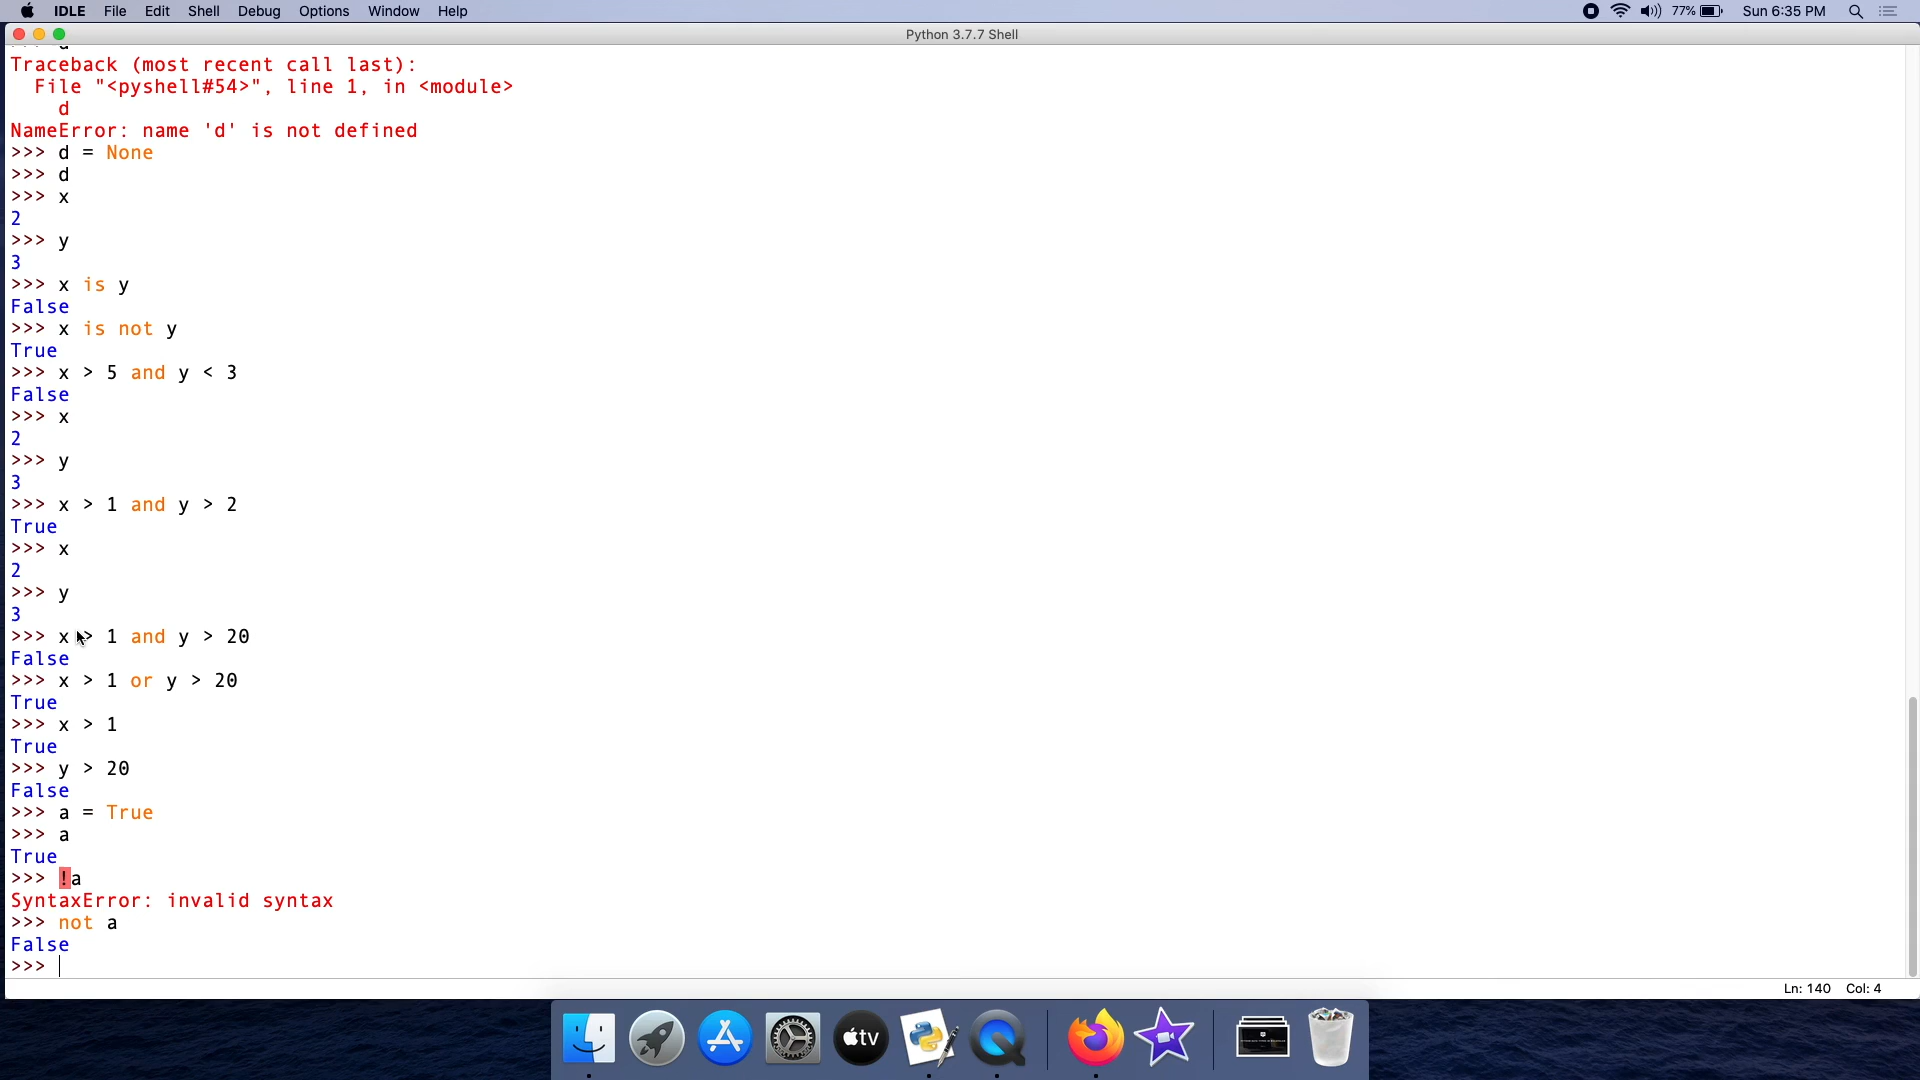 IDLE File Edit Shell Debug Options Window Help 77% Sun 6:35 PM
Python 3.7.7 Shell
Traceback (most recent call last):
  File "<pyshell#54>", line 1, in <module>
    d
NameError: name 'd' is not defined
>>> d = None
>>> d
>>> x
2
>>> y
3
>>> x is y
False
>>> x is not y
True
>>> x > 5 and y < 3
False
>>> x
2
>>> y
3
>>> x > 1 and y > 2
True
>>> x
2
>>> y
3
>>> x > 1 and y > 20
False
>>> x > 1 or y > 20
True
>>> x > 1
True
>>> y > 20
False
>>> a = True
>>> a
True
>>> !a
SyntaxError: invalid syntax
>>> not a
False
>>>
Ln: 140 Col: 4
tv